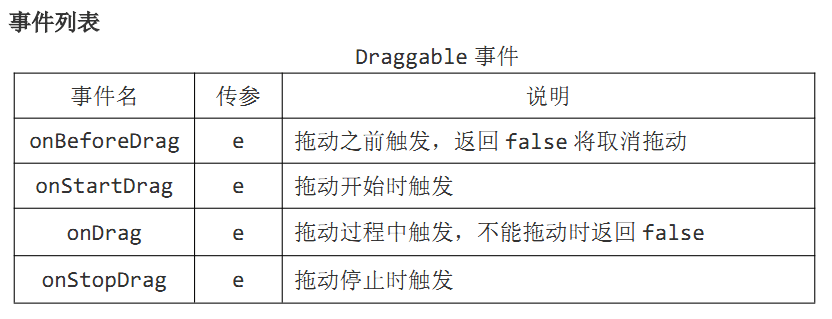 事件列表
Draggable 事件
事件名 传参 说明
onBeforeDrag e 拖动之前触发，返回 false 将取消拖动
onStartDrag e 拖动开始时触发
onDrag e 拖动过程中触发，不能拖动时返回 false
onStopDrag e 拖动停止时触发